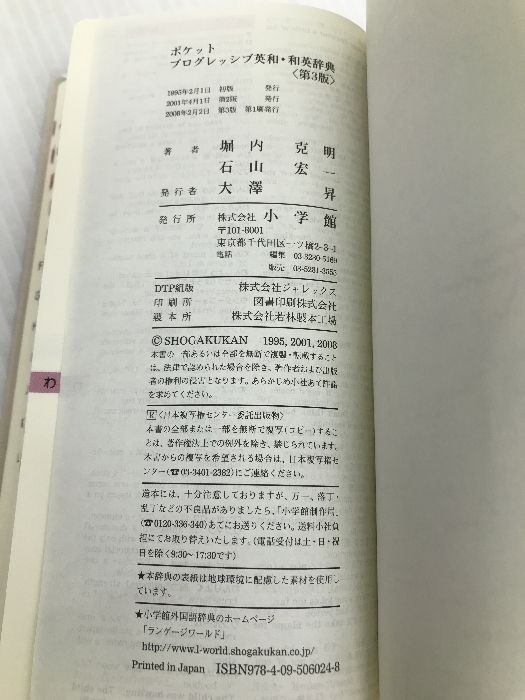 ポケット
プログレッシブ英和・和英辞典
〈第3版〉
1995年2月1日 初版 発行
2001年4月1日 第2版 発行
2008年2月2日 第3版 第1刷発行
著者 堀内克明
石山宏一
発行者 大澤昇
発行所 株式会社 小学館
〒101-8001
東京都千代田区一ツ橋2-3-1
電話 編集 03-3230-5169
販売 03-5281-3555
DTP組版 株式会社ジャレックス
印刷所 図書印刷株式会社
製本所 株式会社若林製本工場
©SHOGAKUKAN 1995, 2001, 2008
本書の一部あるいは全部を無断で複製・転載すること
は、法律で認められた場合を除き、著作者および出版
者の権利の侵害となります。あらかじめ小社あて許諾
を求めてください。
わ
R〈日本複写権センター委託出版物〉
本書の全部または一部を無断で複写(コピー)するこ
とは、著作権法上での例外を除き、禁じられています。
本書からの複写を希望される場合は、日本複写権セ
ンター(☎03-3401-2382)にご連絡ください。
造本には、十分注意しておりますが、万一、落丁・
乱丁などの不良品がありましたら、「小学館制作局」
(☎0120-336-340)あてにお送りください。送料小社負
担にてお取り替えいたします。(電話受付は土・日・祝
日を除く9:30~17:30です)
★本辞典の表紙は地球環境に配慮した素材を使用し
ています。
★小学館外国語辞典のホームページ
「ランゲージワールド」
http://www.l-world.shogakukan.co.jp/
Printed in Japan ISBN978-4-09-506024-8